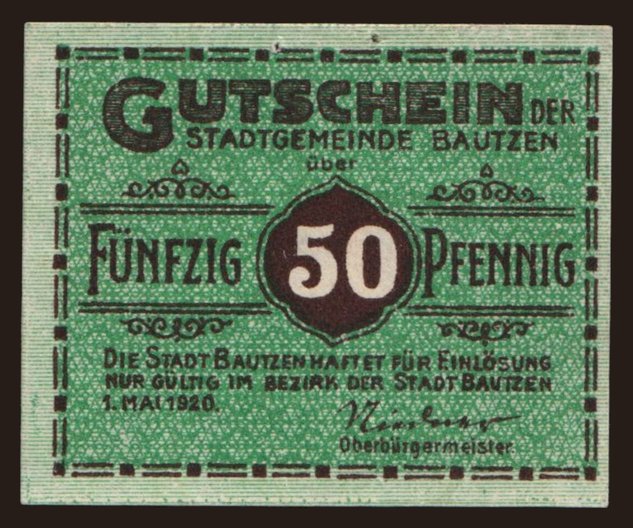 GUTSCHEIN DER
STADTGEMEINDE BAUTZEN
über
FÜNFZIG 50 PFENNIG
DIE STADT BAUTZEN HAFTET FÜR EINLÖSUNG
NUR GÜLTIG IM BEZIRK DER STADT BAUTZEN
1. MAI 1920.
Oberbürgermeister.